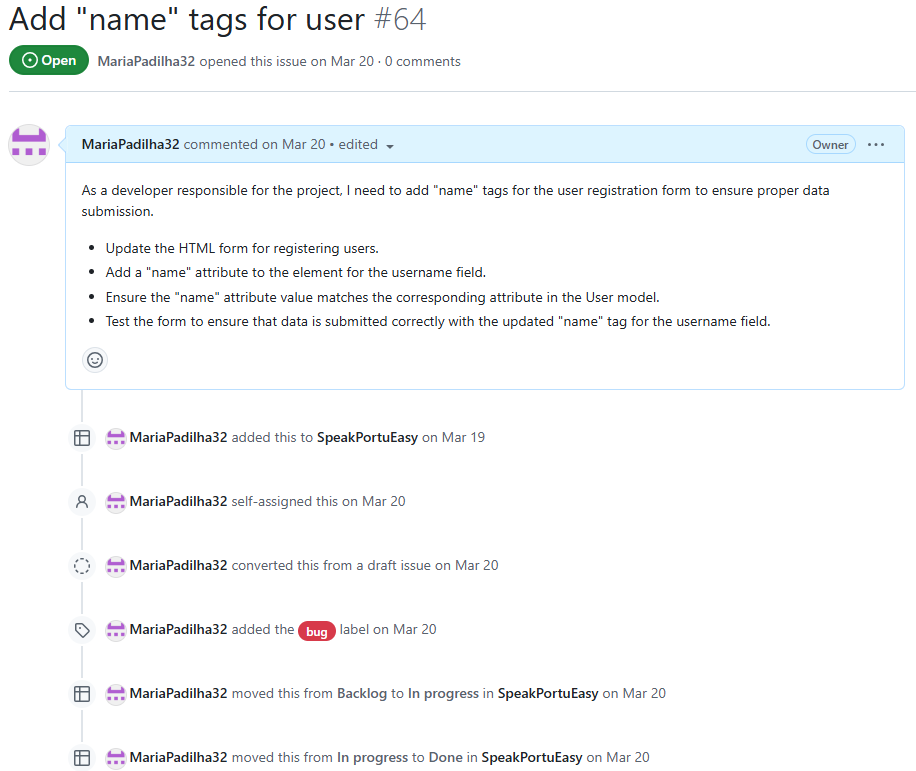 Add "name" tags for user #64
Open MariaPadilha32 opened this issue on Mar 20 · 0 comments
MariaPadilha32 commented on Mar 20 • edited Owner
As a developer responsible for the project, I need to add "name" tags for the user registration form to ensure proper data
submission.
• Update the HTML form for registering users.
• Add a "name" attribute to the element for the username field.
• Ensure the "name" attribute value matches the corresponding attribute in the User model.
• Test the form to ensure that data is submitted correctly with the updated "name" tag for the username field.
MariaPadilha32 added this to SpeakPortuEasy on Mar 19
MariaPadilha32 self-assigned this on Mar 20
MariaPadilha32 converted this from a draft issue on Mar 20
MariaPadilha32 added the bug label on Mar 20
MariaPadilha32 moved this from Backlog to In progress in SpeakPortuEasy on Mar 20
MariaPadilha32 moved this from In progress to Done in SpeakPortuEasy on Mar 20